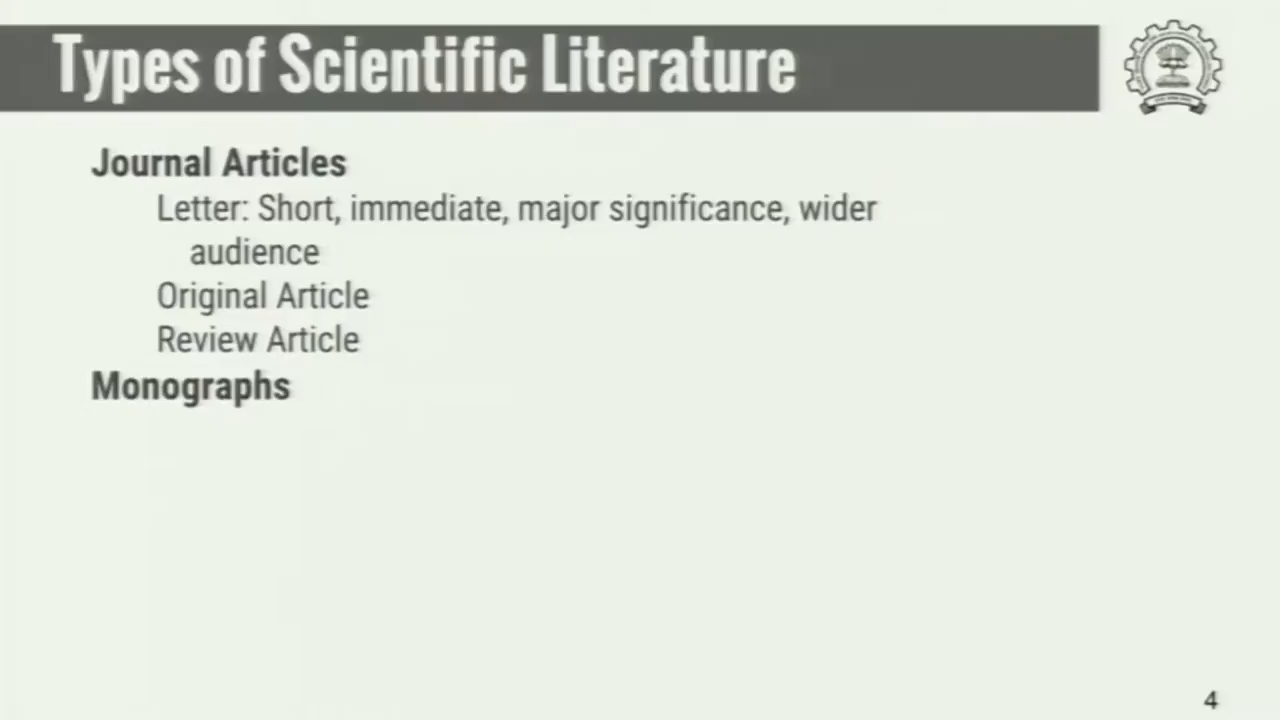 Types of Scientific Literature
Journal Articles
Letter: Short, immediate, major significance, wider
audience
Original Article
Review Article
Monographs
4